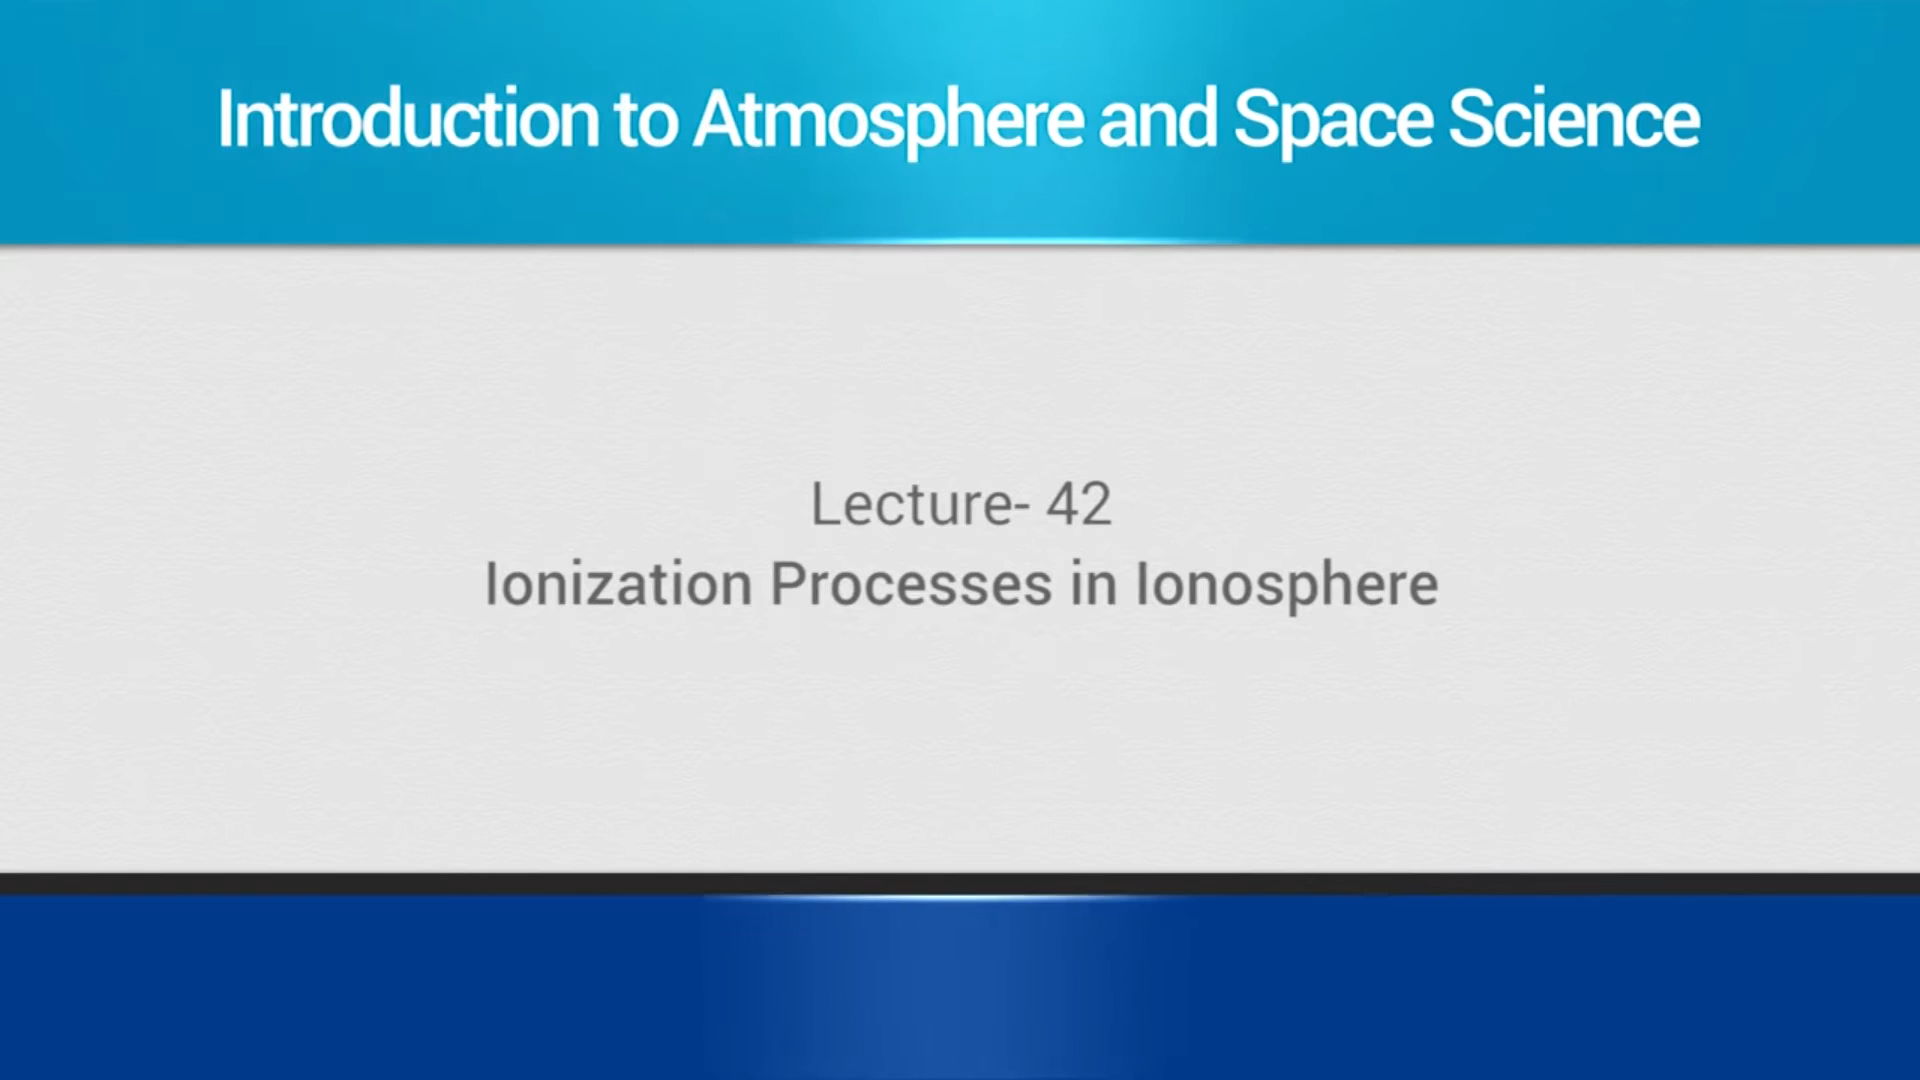 Introduction to Atmosphere and Space Science
Lecture- 42
Ionization Processes in Ionosphere